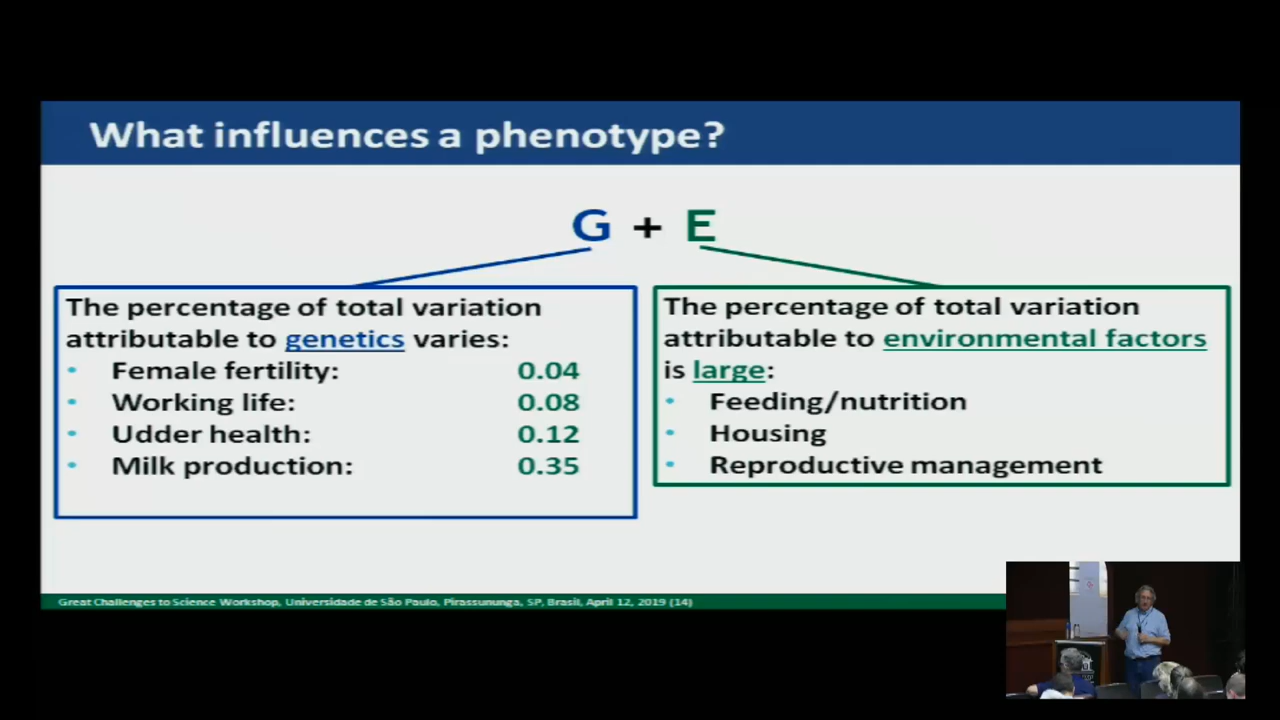 What influences a phenotype?
G + E
The percentage of total variation
attributable to genetics varies:
• Female fertility: 0.04
• Working life: 0.08
• Udder health: 0.12
• Milk production: 0.35
The percentage of total variation
attributable to environmental factors
is large:
• Feeding/nutrition
• Housing
• Reproductive management
Great Challenges to Science Workshop, Universidade de São Paulo, Pirassununga, SP, Brasil, April 12, 2019 (14)